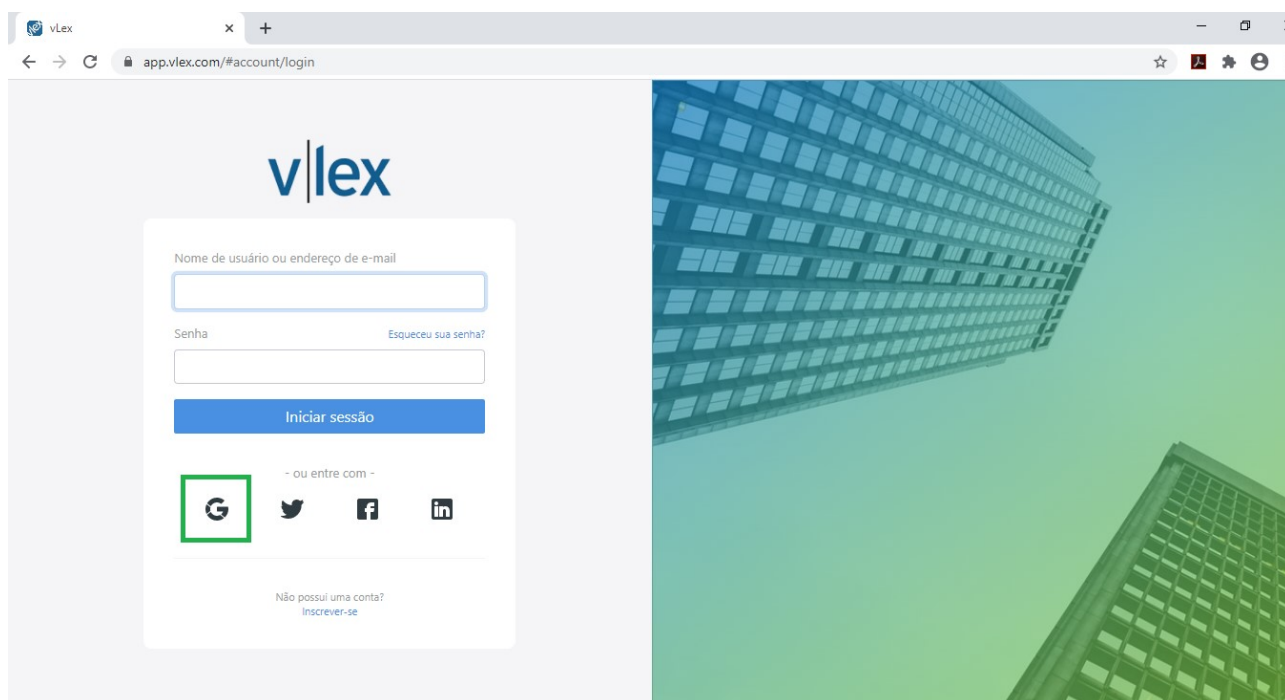 vLex
app.vlex.com/#account/login
v|lex
Nome de usuário ou endereço de e-mail
Senha
Esqueceu sua senha?
Iniciar sessão
- ou entre com -
Não possui uma conta?
Inscrever-se